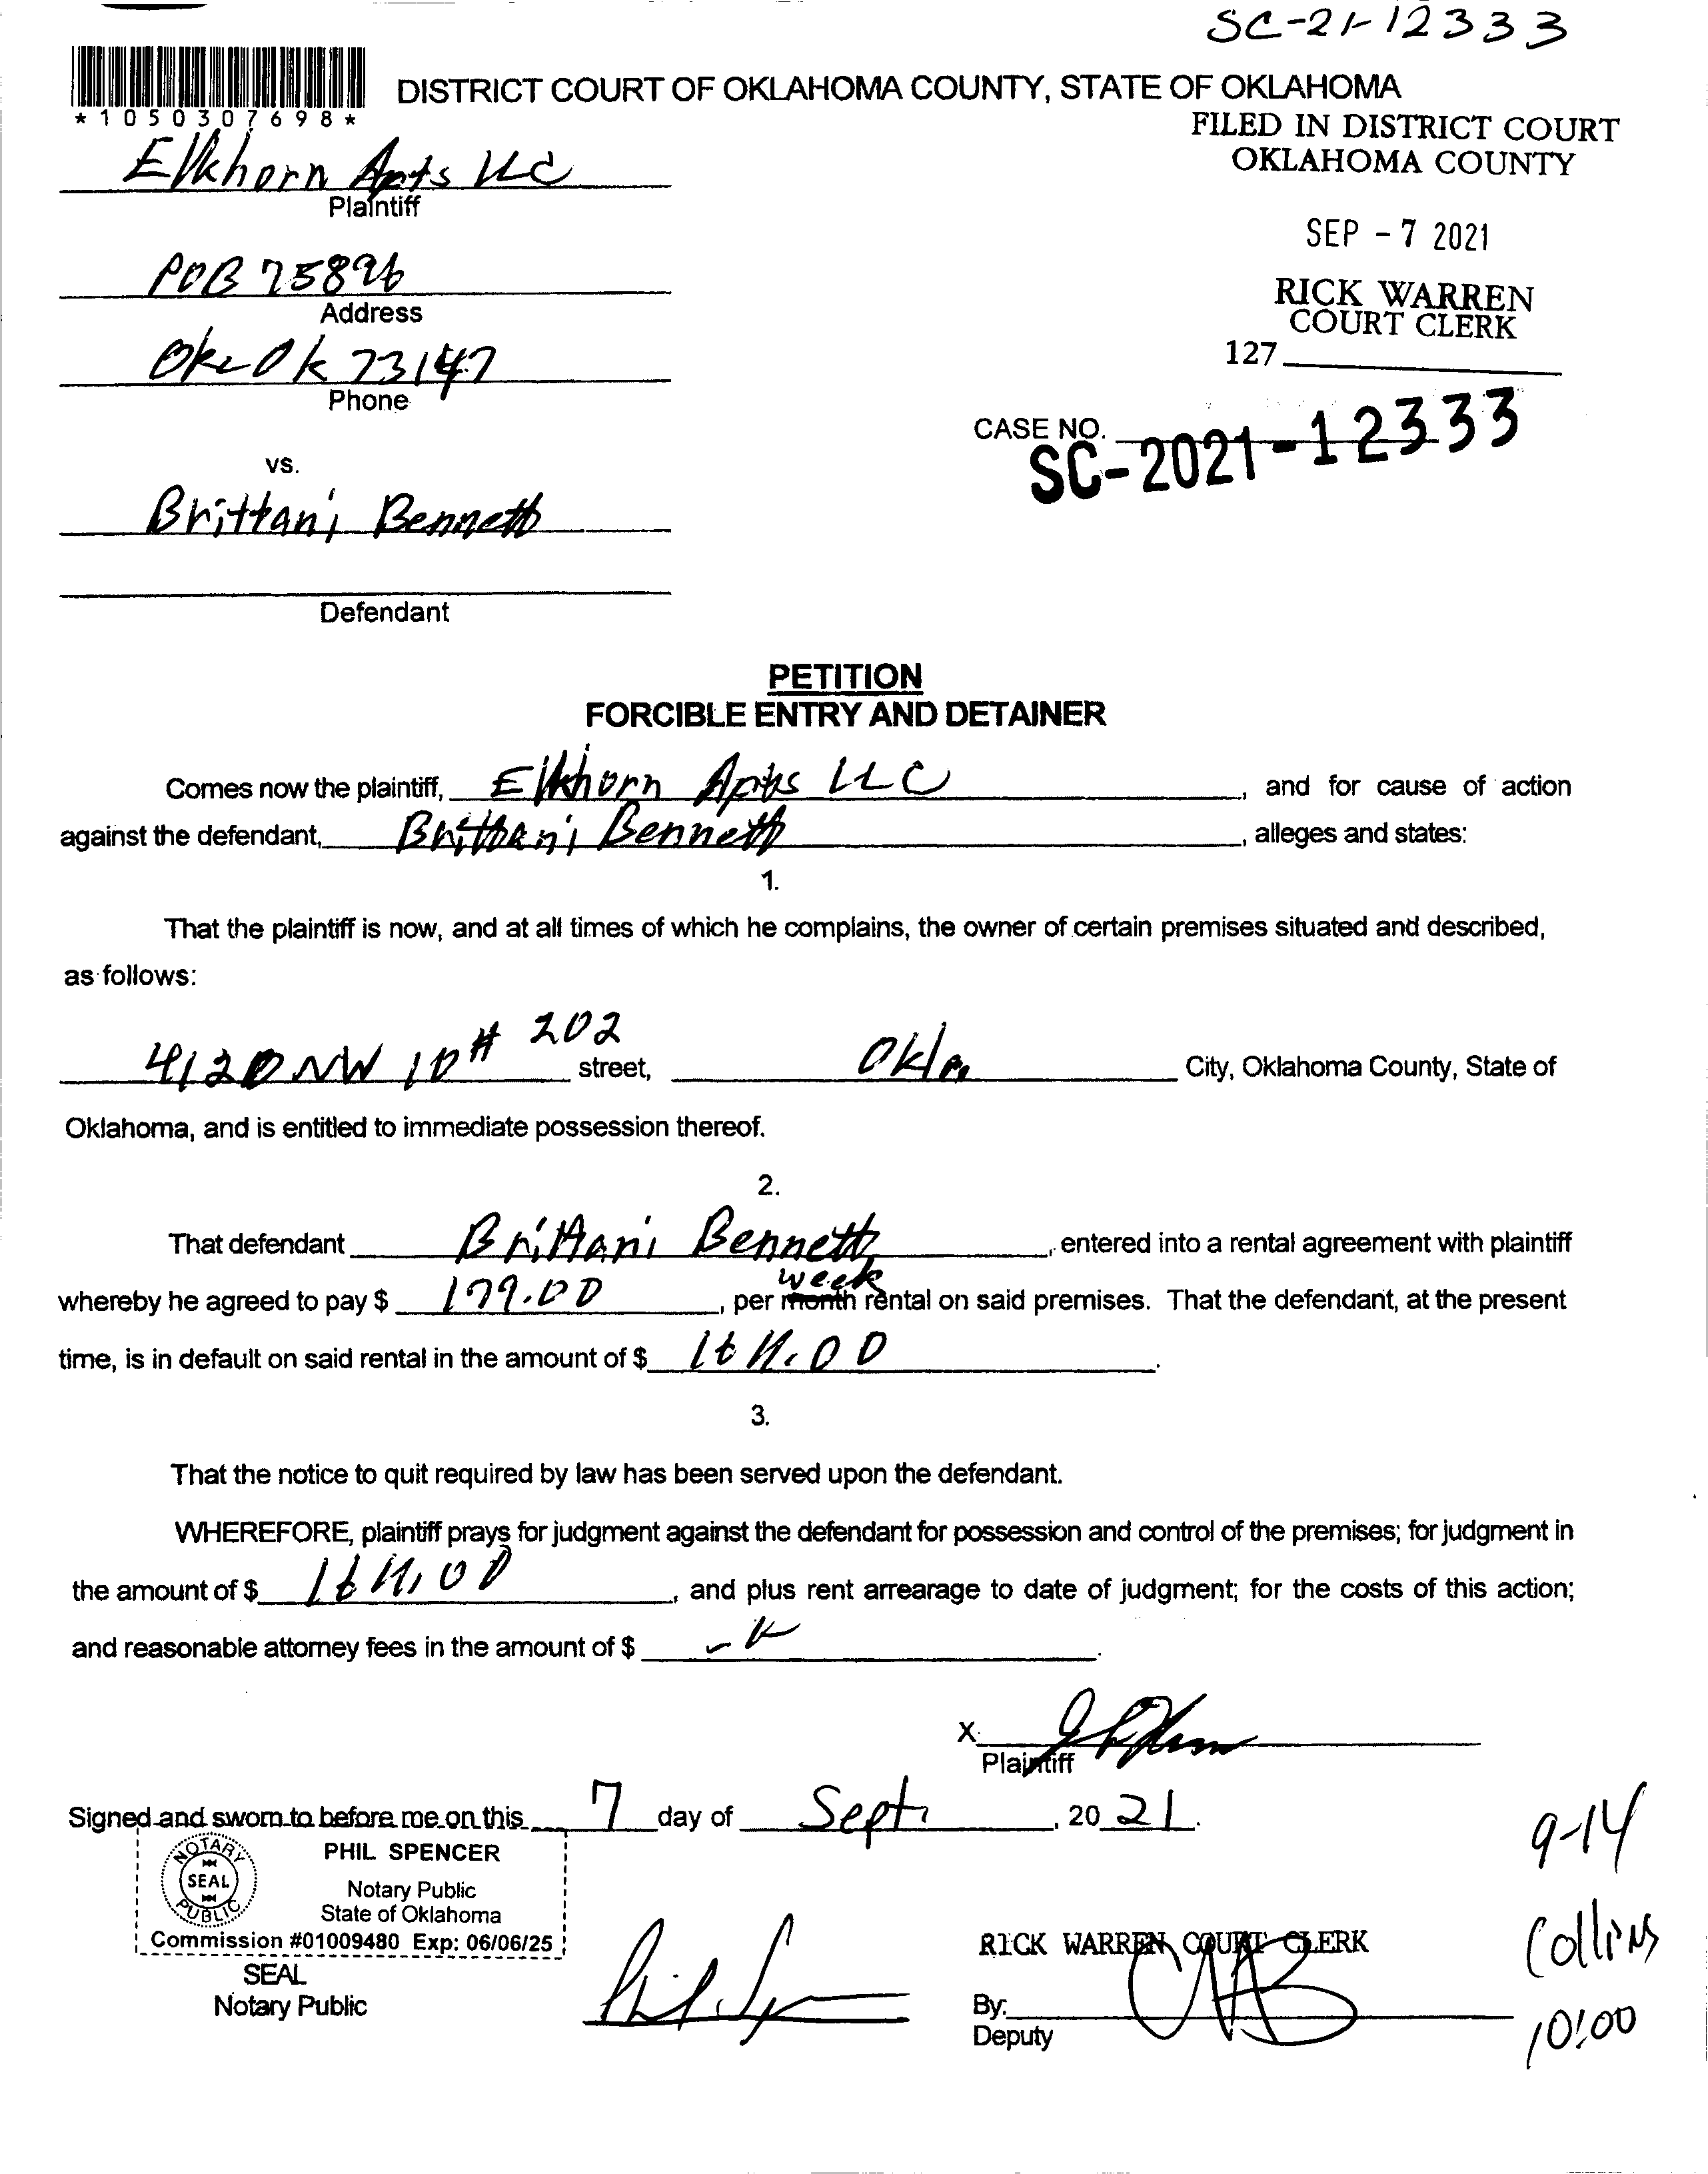 SC-21-12333
*1050307698*
DISTRICT COURT OF OKLAHOMA COUNTY, STATE OF OKLAHOMA
FILED IN DISTRICT COURT
OKLAHOMA COUNTY
Elkhorn Apts LLC
Plaintiff
SEP - 7 2021
POB 75896
Address
RICK WARREN
COURT CLERK
Okc Ok 73147
Phone
127
CASE NO.
SC-2021-12333
vs.
Brittani Bennett
Defendant
PETITION
FORCIBLE ENTRY AND DETAINER
Comes now the plaintiff, Elkhorn Apts LLC, and for cause of action
against the defendant, Brittani Bennett, alleges and states:
1.
That the plaintiff is now, and at all times of which he complains, the owner of certain premises situated and described,
as follows:
4120 NW 10 # 202 street, Okla City, Oklahoma County, State of
Oklahoma, and is entitled to immediate possession thereof.
2.
That defendant Brittani Bennett, entered into a rental agreement with plaintiff
week
whereby he agreed to pay $ 179.00, per month rental on said premises. That the defendant, at the present
time, is in default on said rental in the amount of $
3.
That the notice to quit required by law has been served upon the defendant.
WHEREFORE, plaintiff prays for judgment against the defendant for possession and control of the premises; for judgment in
the amount of $ , and plus rent arrearage to date of judgment; for the costs of this action;
and reasonable attorney fees in the amount of $ .
X
Plaintiff
Signed and sworn to before me on this 7 day of Sept, 20 21.
9-14
NOTARY PUBLIC
SEAL
PHIL SPENCER
Notary Public
State of Oklahoma
Commission #01009480 Exp: 06/06/25
RICK WARREN, COURT CLERK
Collins
SEAL
Notary Public
By:
Deputy
10:00